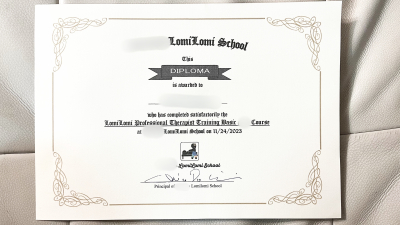 LomiLomi School
This
DIPLOMA
is awarded to
who has completed satisfactorily the
LomiLomi Professional Therapist Training Basic Course
at LomiLomi School on 11/24/2023
LomiLomi School
Principal of Lomilomi School